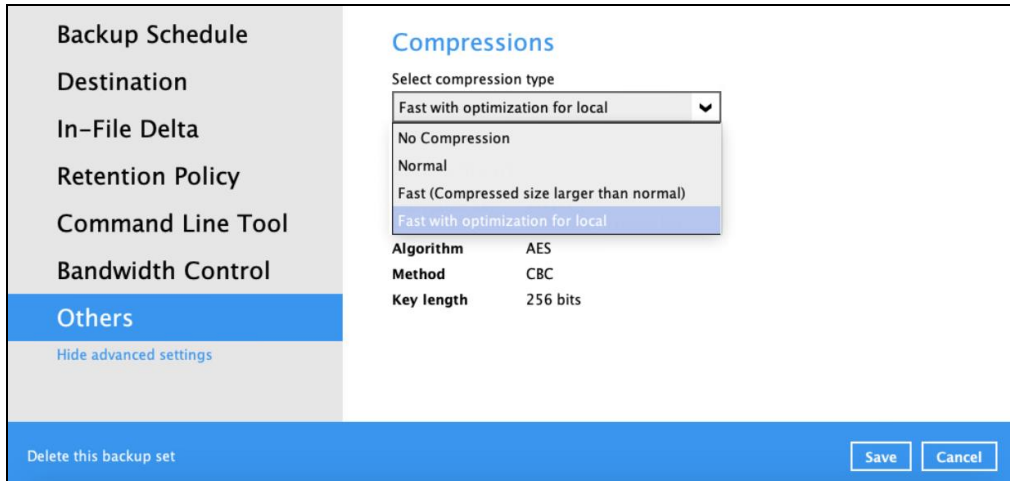 Backup Schedule
Destination
In-File Delta
Retention Policy
Command Line Tool
Bandwidth Control
Others
Hide advanced settings
Compressions
Select compression type
Fast with optimization for local
No Compression
Normal
Fast (Compressed size larger than normal)
Fast with optimization for local
Algorithm AES
Method CBC
Key length 256 bits
Delete this backup set
Save Cancel